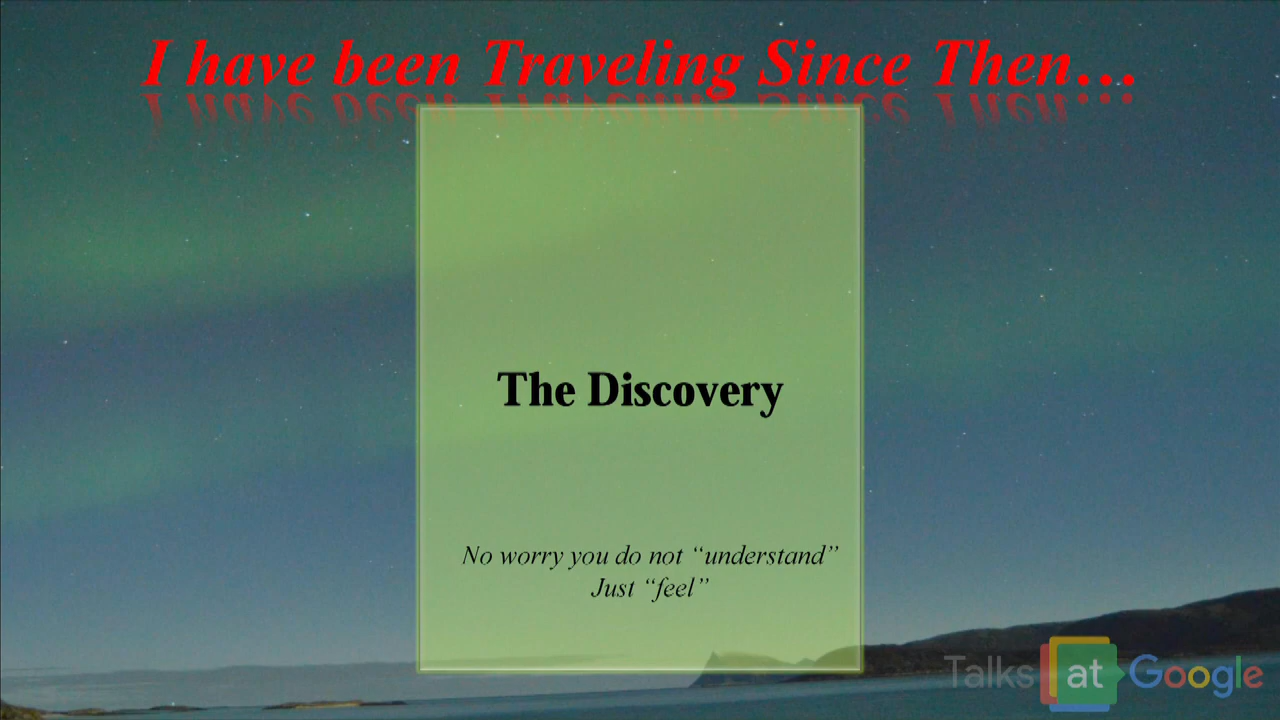 I have been Traveling Since Then...
The Discovery
No worry you do not “understand”
Just “feel”
Talks at Google